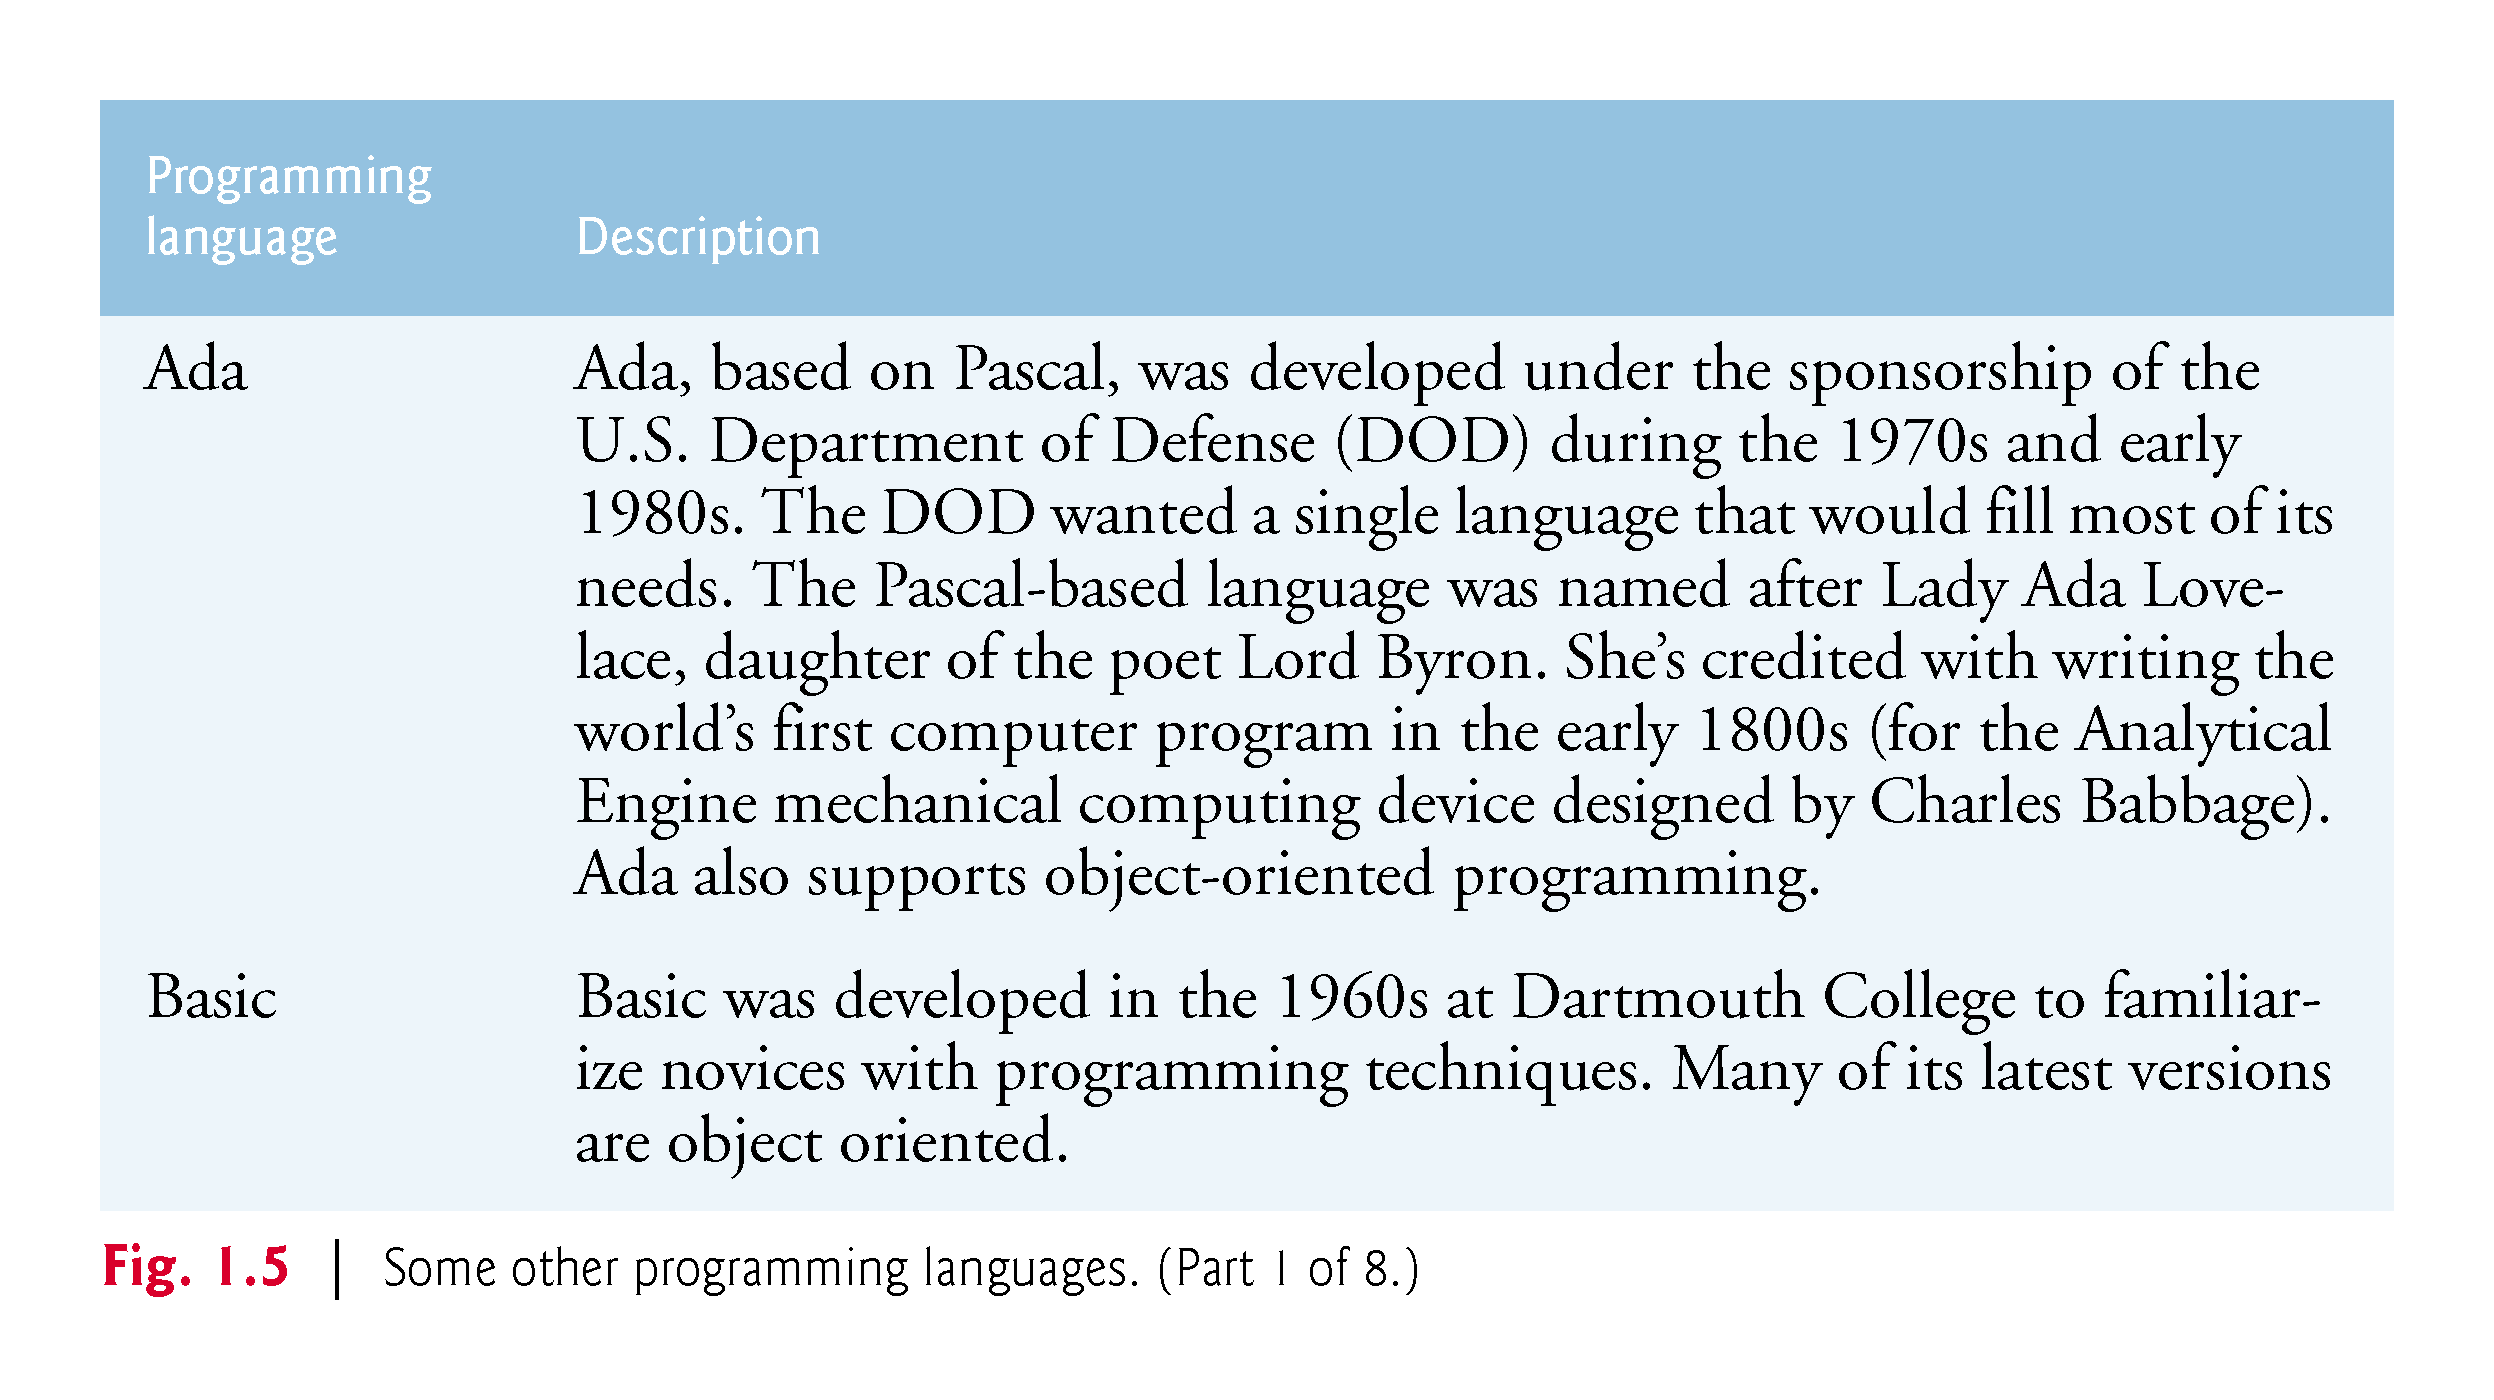 Programming
language Description
Ada Ada, based on Pascal, was developed under the sponsorship of the
U.S. Department of Defense (DOD) during the 1970s and early
1980s. The DOD wanted a single language that would fill most of its
needs. The Pascal-based language was named after Lady Ada Love-
lace, daughter of the poet Lord Byron. She’s credited with writing the
world’s first computer program in the early 1800s (for the Analytical
Engine mechanical computing device designed by Charles Babbage).
Ada also supports object-oriented programming.
Basic Basic was developed in the 1960s at Dartmouth College to familiar-
ize novices with programming techniques. Many of its latest versions
are object oriented.
Fig. 1.5 | Some other programming languages. (Part 1 of 8.)